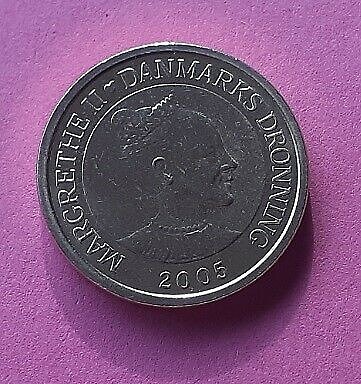 MARGRETHE II ~ DANMARKS DRONNING
2005